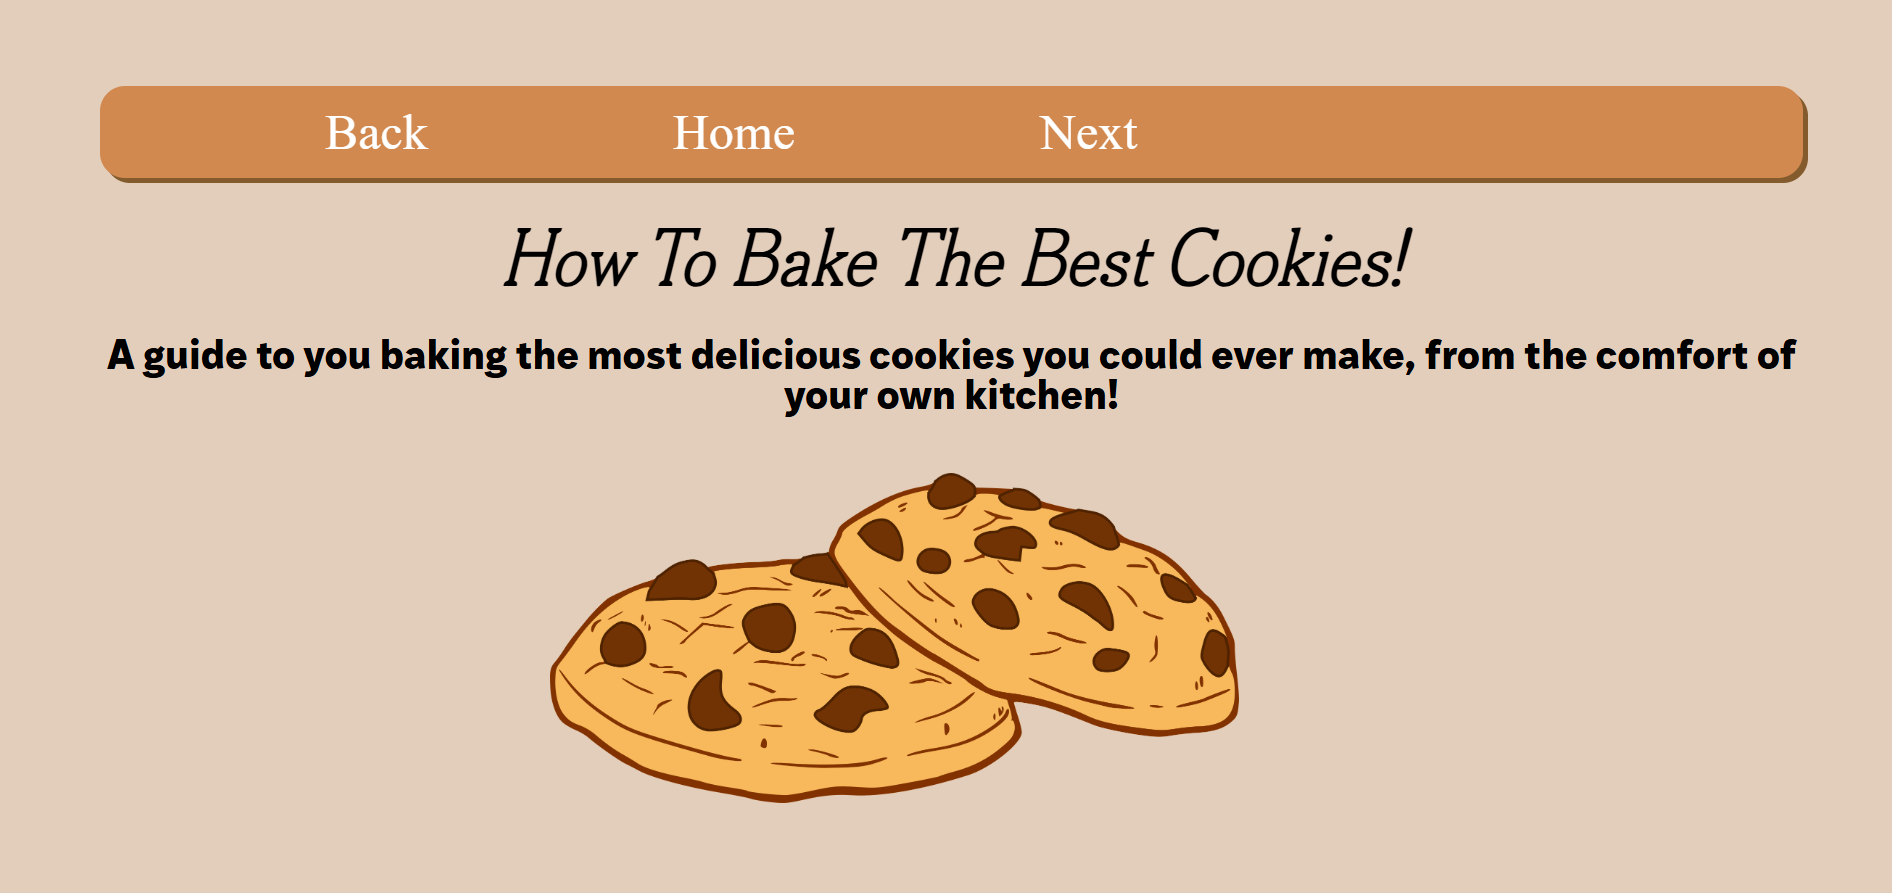 Back Home Next
How To Bake The Best Cookies!
A guide to you baking the most delicious cookies you could ever make, from the comfort of
your own kitchen!